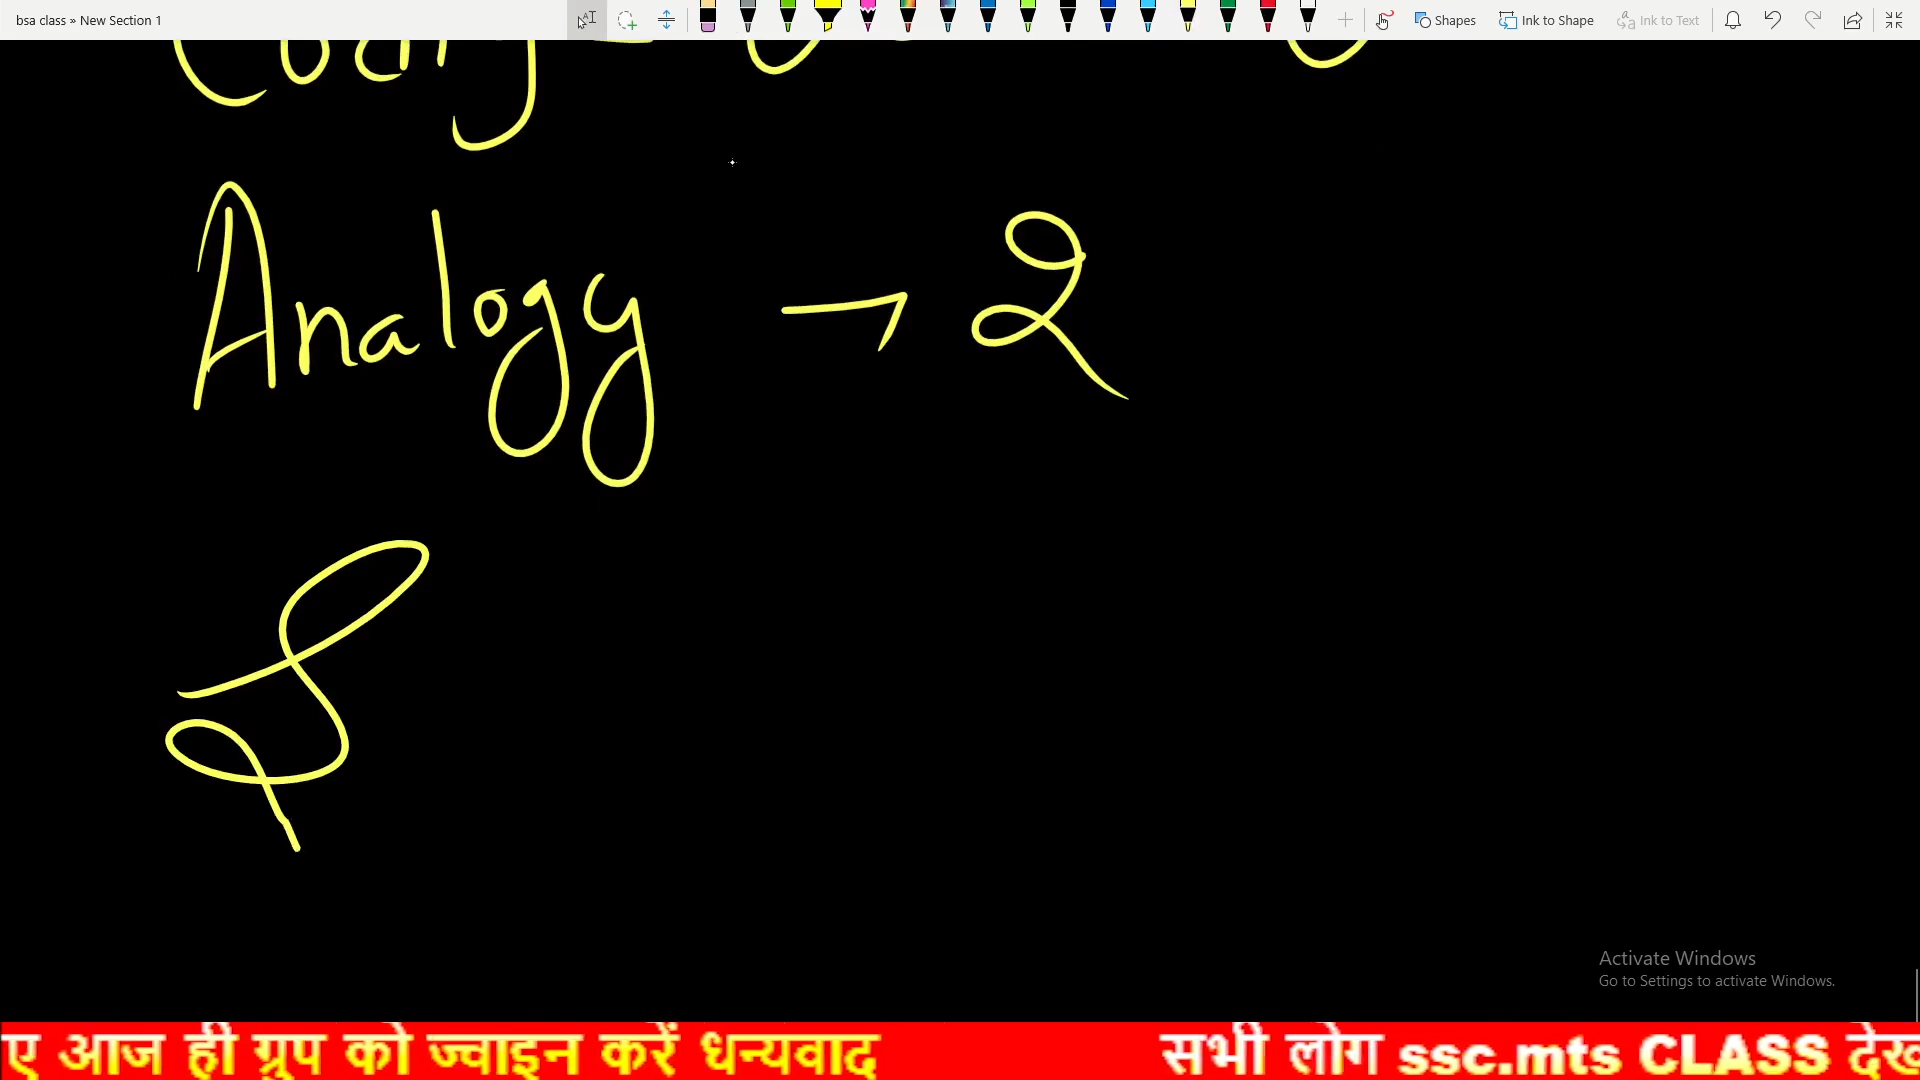 bsa class » New Section 1
Shapes Ink to Shape Ink to Text
Analogy → 2
S
Activate Windows
Go to Settings to activate Windows.
ए आज ही ग्रुप को ज्वाइन करें धन्यवाद सभी लोग ssc.mts CLASS देख